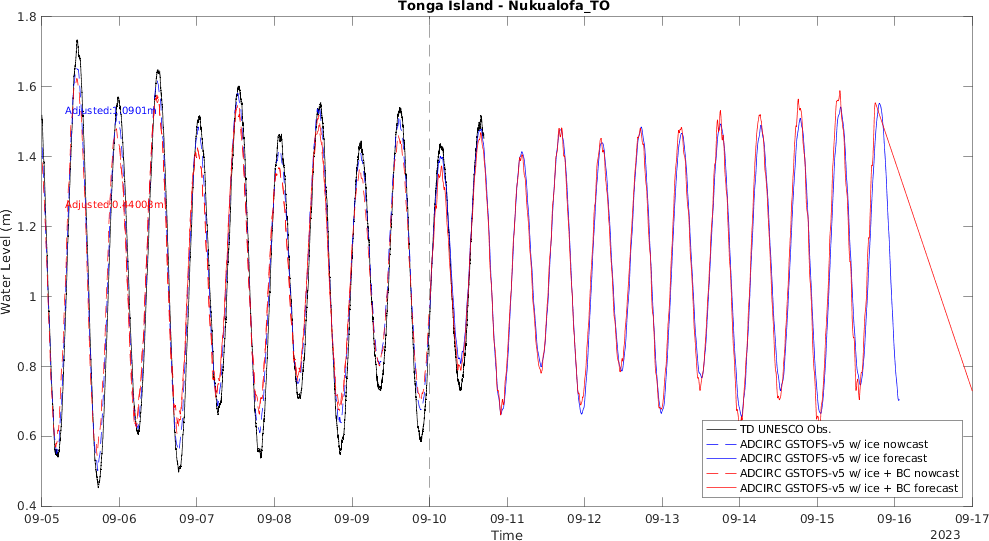 Tonga Island - Nukualofa_TO
1.8
1.6
1.4
1.2
1
0.8
0.6
0.4
Water Level (m)
TD UNESCO Obs.
ADCIRC GSTOFS-v5 w/ ice nowcast
ADCIRC GSTOFS-v5 w/ ice forecast
ADCIRC GSTOFS-v5 w/ ice + BC nowcast
ADCIRC GSTOFS-v5 w/ ice + BC forecast
09-05 09-06 09-07 09-08 09-09 09-10 09-11 09-12 09-13 09-14 09-15 09-16 09-17
Time
2023